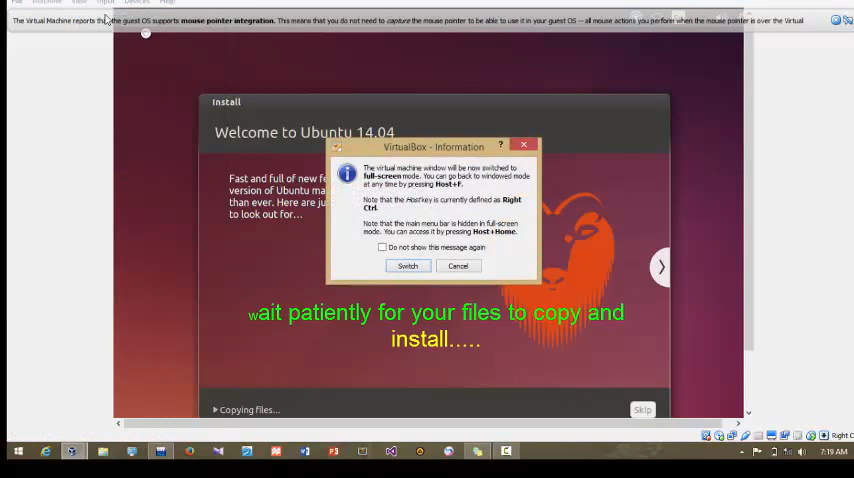 File Machine View Input Devices Help
The Virtual Machine reports that the guest OS supports mouse pointer integration. This means that you do not need to capture the mouse pointer to be able to use it in your guest OS -- all mouse actions you perform when the mouse pointer is over the Virtual
Install
Welcome to Ubuntu 14.04
Fast and full of new fe
version of Ubuntu ma
than ever. Here are ju
to look out for...
VirtualBox - Information
?
The virtual machine window will be now switched to
full-screen mode. You can go back to windowed mode
at any time by pressing Host+F.
Note that the Host key is currently defined as Right
Ctrl.
Note that the main menu bar is hidden in full-screen
mode. You can access it by pressing Host+Home.
Do not show this message again
Switch Cancel
wait patiently for your files to copy and
install.....
Copying files...
Skip
Right C
7:19 AM